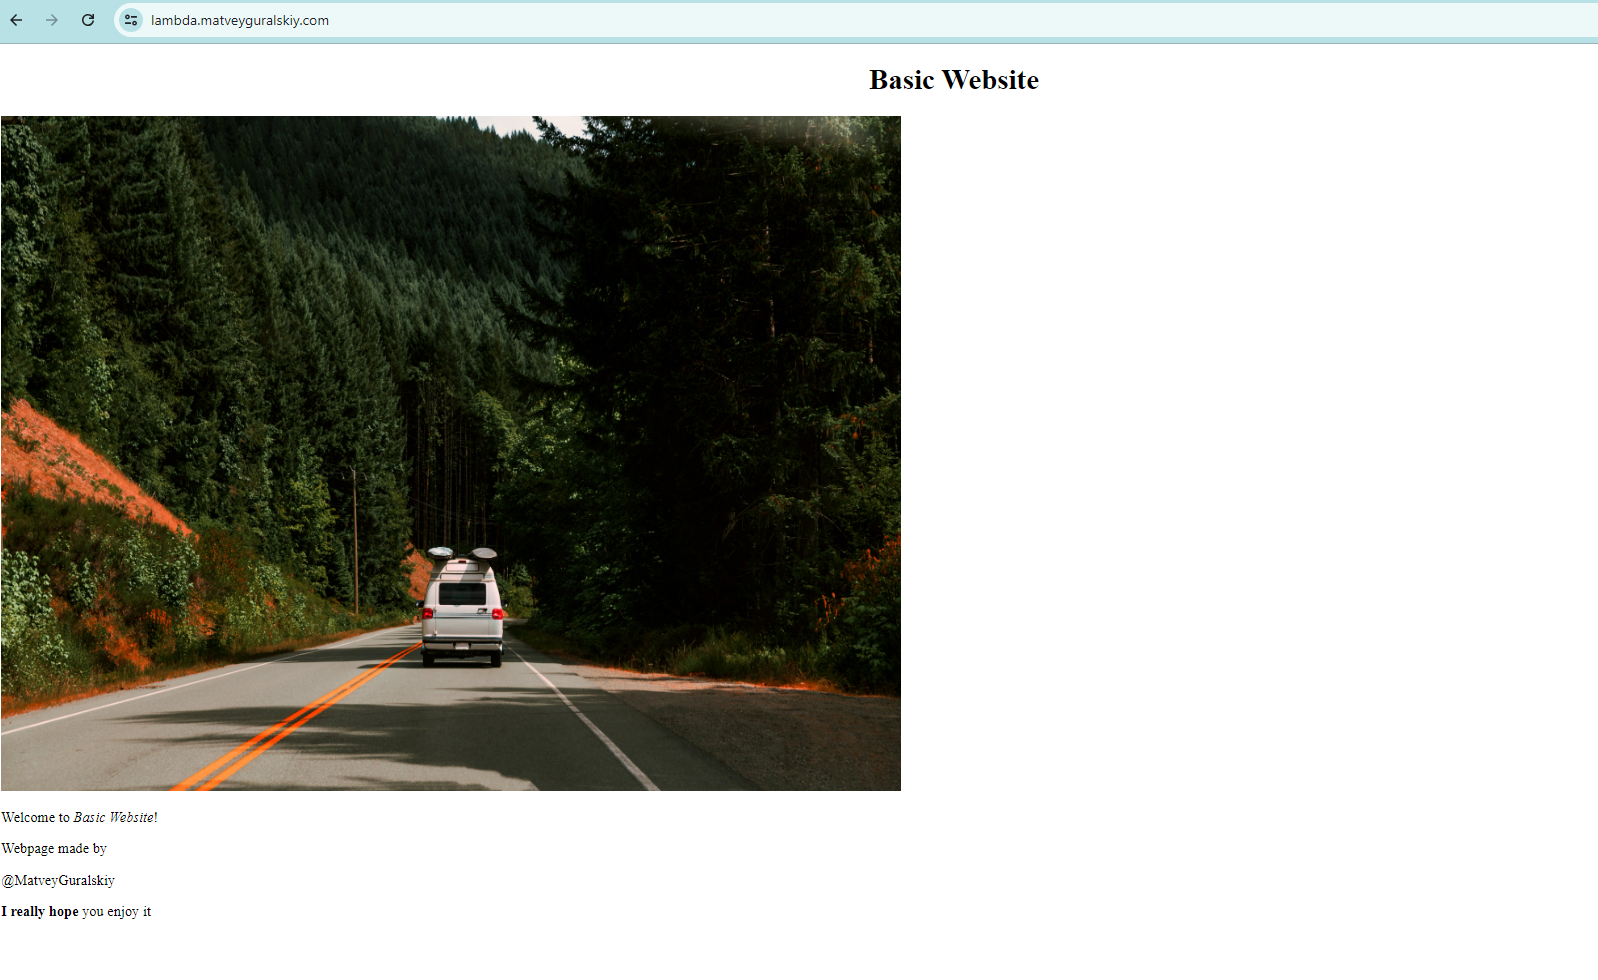 lambda.matveyguralskiy.com
Basic Website
Welcome to Basic Website!
Webpage made by
@MatveyGuralskiy
I really hope you enjoy it